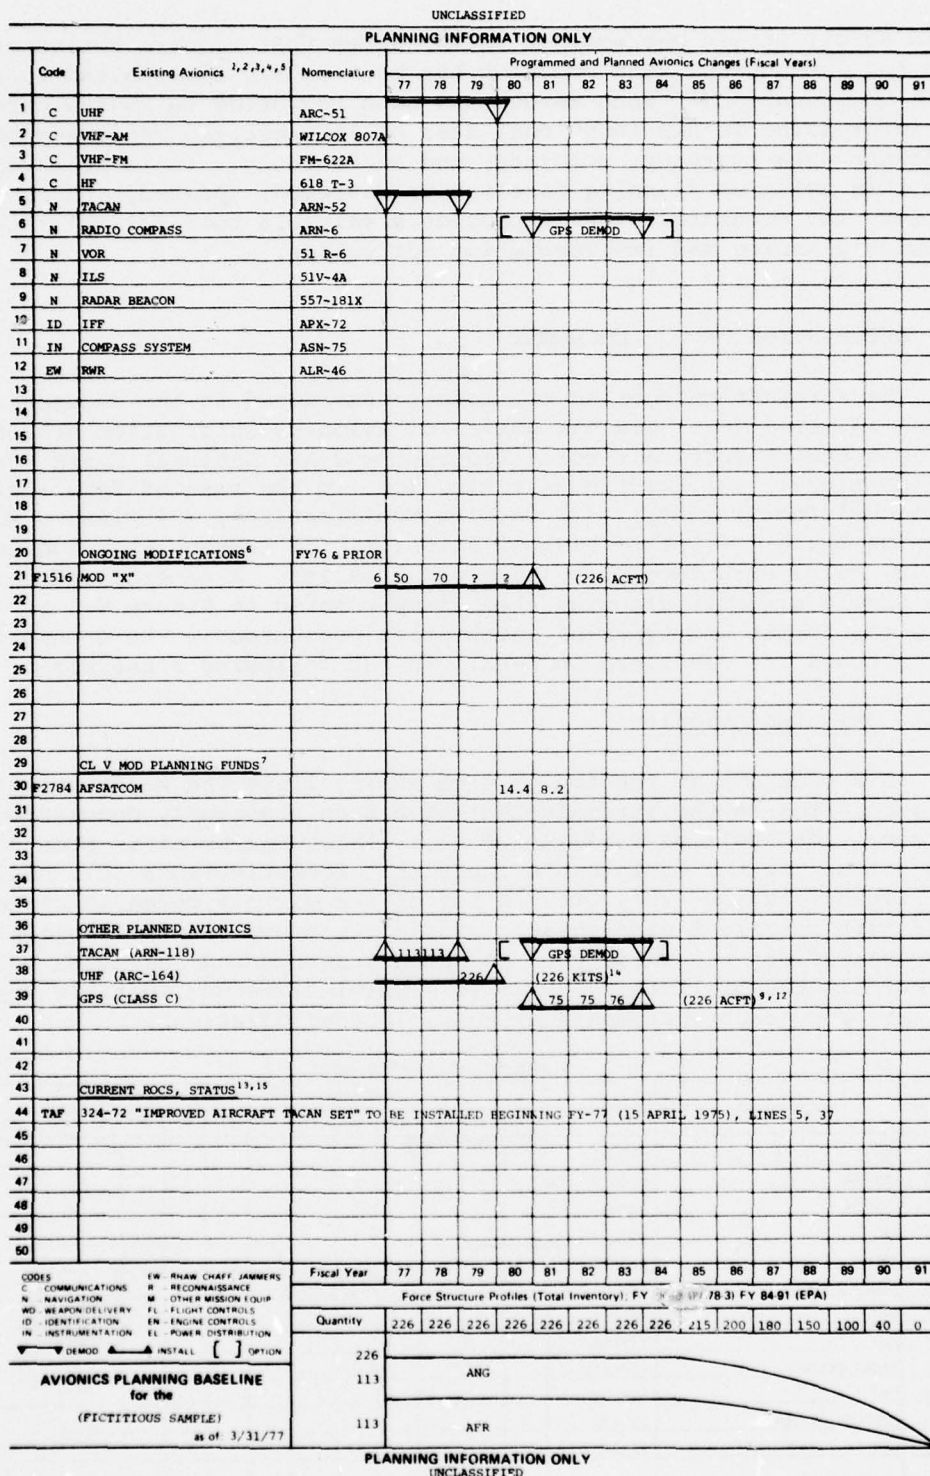 UNCLASSIFIED
PLANNING INFORMATION ONLY
Code Existing Avionics 1,2,3,4,5 Nomenclature Programmed and Planned Avionics Changes (Fiscal Years)
77 78 79 80 81 82 83 84 85 86 87 88 89 90 91
1 C UHF ARC-51
2 C VHF-AM WILCOX 807A
3 C VHF-FM FM-622A
4 C HF 618 T-3
5 N TACAN ARN-52
6 N RADIO COMPASS ARN-6 [ GPS DEMOD ]
7 N VOR 51 R-6
8 N ILS 51V-4A
9 N RADAR BEACON 557-181X
10 ID IFF APX-72
11 IN COMPASS SYSTEM ASN-75
12 EW RWR ALR-46
13
14
15
16
17
18
19
20 ONGOING MODIFICATIONS6 FY76 & PRIOR
21 F1516 MOD "X" 6 50 70 ? ? (226 ACFT)
22
23
24
25
26
27
28
29 CL V MOD PLANNING FUNDS7
30 F2784 AFSATCOM 14.4 8.2
31
32
33
34
35
36 OTHER PLANNED AVIONICS
37 TACAN (ARN-118) 113 113 [ GPS DEMOD ]
38 UHF (ARC-164) 226 (226 KITS)14
39 GPS (CLASS C) 75 75 76 (226 ACFT)9,12
40
41
42
43 CURRENT ROCS, STATUS13,15
44 TAF 324-72 "IMPROVED AIRCRAFT TACAN SET" TO BE INSTALLED BEGINNING FY-77 (15 APRIL 1975), LINES 5, 37
45
46
47
48
49
50
CODES
C - COMMUNICATIONS
N - NAVIGATION
WD - WEAPON DELIVERY
ID - IDENTIFICATION
IN - INSTRUMENTATION
EW - RHAW CHAFF JAMMERS
R - RECONNAISSANCE
M - OTHER MISSION EQUIP
FL - FLIGHT CONTROLS
EN - ENGINE CONTROLS
EL - POWER DISTRIBUTION
DEMOD INSTALL [ ] OPTION
Fiscal Year 77 78 79 80 81 82 83 84 85 86 87 88 89 90 91
Force Structure Profiles (Total Inventory): FY 78-3) FY 84-91 (EPA)
Quantity 226 226 226 226 226 226 226 226 215 200 180 150 100 40 0
AVIONICS PLANNING BASELINE
for the
(FICTITIOUS SAMPLE)
as of 3/31/77
226
113 ANG
113 AFR
PLANNING INFORMATION ONLY
UNCLASSIFIED